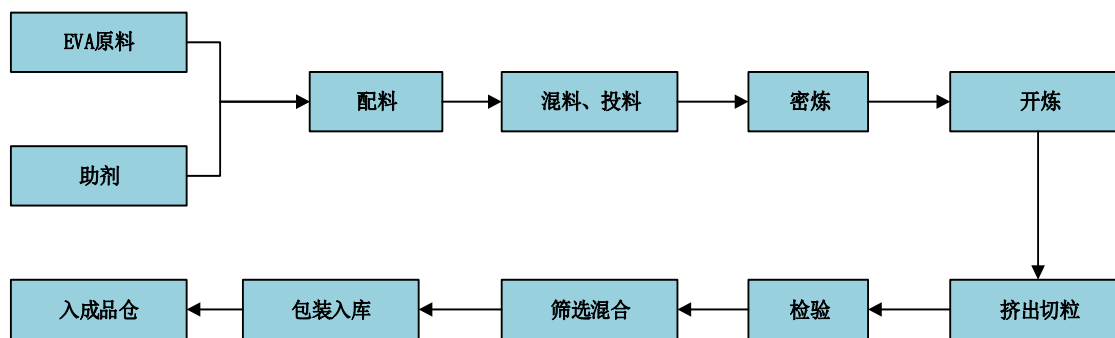 EVA原料
助剂
配料
混料、投料
密炼
开炼
挤出切粒
检验
筛选混合
包装入库
入成品仓